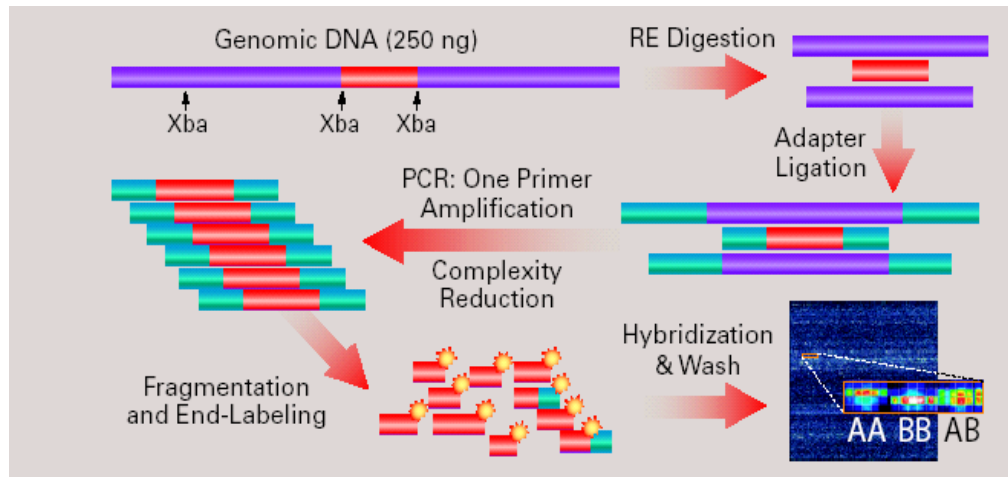 Genomic DNA (250 ng)
RE Digestion
Xba
Xba
Xba
Adapter
Ligation
PCR: One Primer
Amplification
Complexity
Reduction
Fragmentation
and End-Labeling
Hybridization
& Wash
AA BB AB